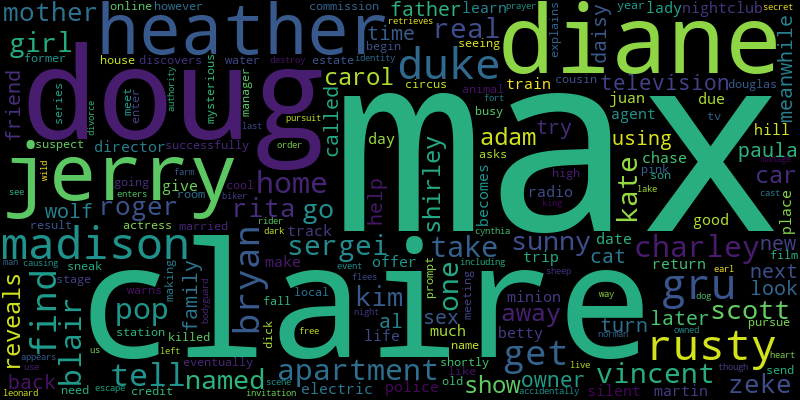 mother
online
however
commission
father
learn
prayer
year
lady
nightclub
secret
girl
former
heather
retrieves
time
real
seeing
explains
daisy
diane
meanwhile
house
discovers
water
estate
identity
begin
duke
cousin
friend
doug
series
divorce
meet
enter
authority
mysterious
manager
destroy
carol
circus
train
television
douglas
animal
fort
juan
due
tv
called
pursuit
busy
max
agent
suspect
director
successfully
last
order
day
adam
try
using
hill
asks
chase
pink
paula
jerry
wild
going
cool
room
farm
biker
home
shirley
becomes
radio
high
kate
son
manage
car
see
enters
give
actress
married
rita
go
help
king
lake
cast
place
wolf
roger
rider
dark
track
cynthia
good
result
madison
sergei
take
sunny
date
charley
new
man
causing
sneak
stage
bryan
make
event
offer
including
trip
cat
return
film
reveals
find
making
family
warns
bodyguard
claire
flees
prompt
one
meeting
sheep
gru
next
earl
look
blair
pop
fall
local
kim
sex
minion
away
way
dog
later
scott
pursue
appears
station
killed
dick
free
night
al
much
betty
turn
norman
rusty
heart
use
us
left
life
name
get
live
owned
though
send
back
tell
eventually
apartment
shortly
like
owner
vincent
zeke
leonard
need
escape
named
credit
scene
invitation
electric
police
old
show
accidentally
silent
martin